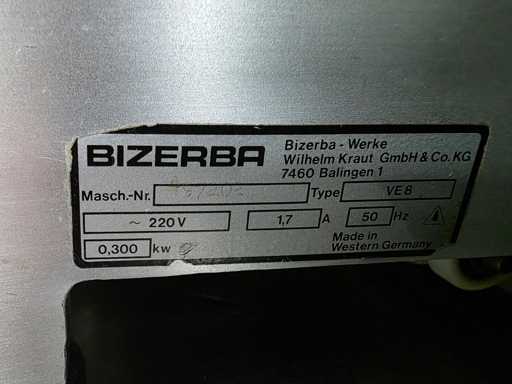 BIZERBA
Bizerba - Werke
Wilhelm Kraut GmbH & Co. KG
7460 Balingen 1
Masch.-Nr. Type VE 8
~ 220 V 1,7 A 50 Hz
0,300 kw
Made in
Western Germany